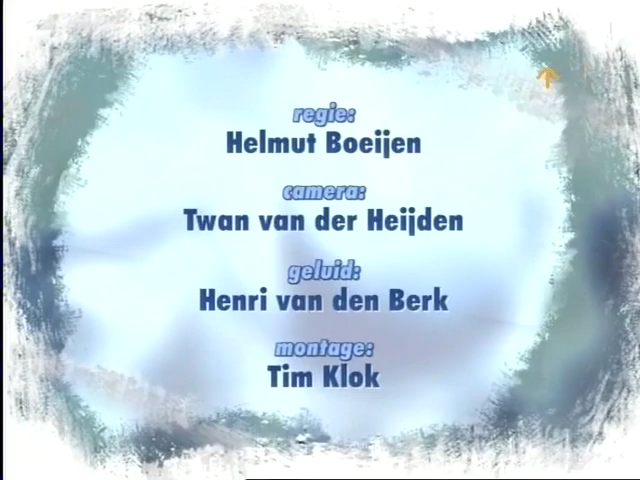 regie:
Helmut Boeijen
camera:
Twan van der Heijden
geluid:
Henri van den Berk
montage:
Tim Klok